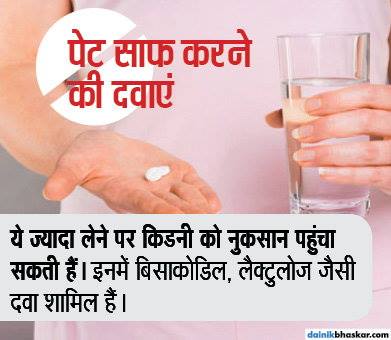 पेट साफ करने
की दवाएं
ये ज्यादा लेने पर किडनी को नुकसान पहुंचा
सकती हैं। इनमें बिसाकोडिल, लैक्टुलोज जैसी
दवा शामिल हैं।
dainikbhaskar.com